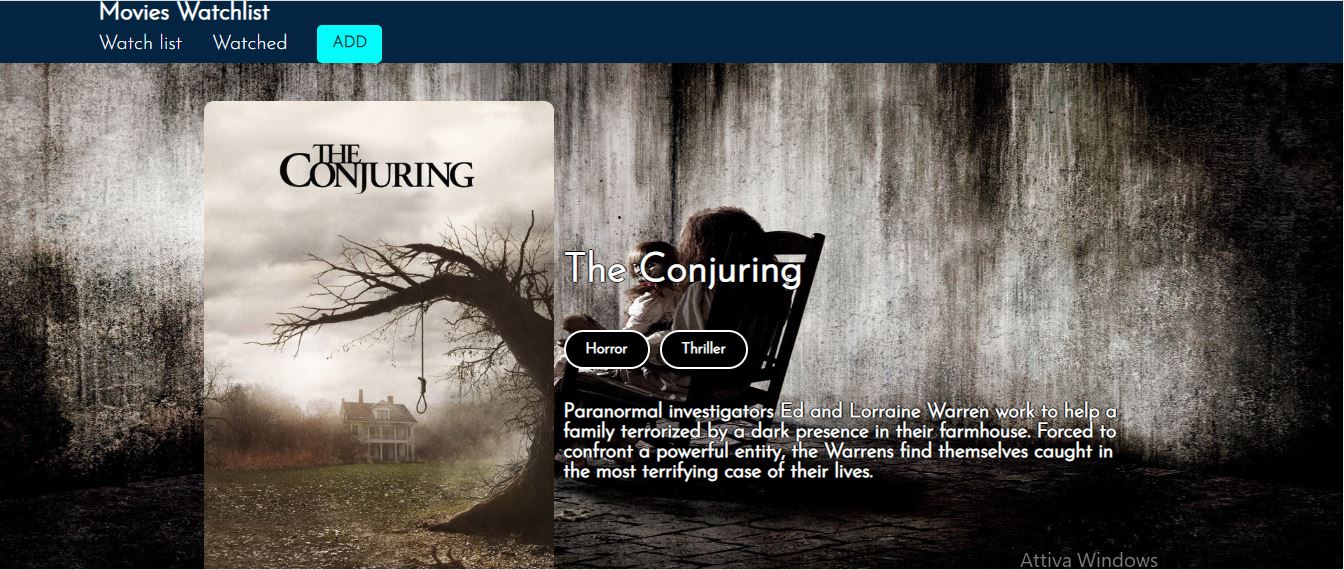 Movies Watchlist
Watch list Watched ADD
THE
CONJURING
The Conjuring
Horror Thriller
Paranormal investigators Ed and Lorraine Warren work to help a
family terrorized by a dark presence in their farmhouse. Forced to
confront a powerful entity, the Warrens find themselves caught in
the most terrifying case of their lives.
Attiva Windows